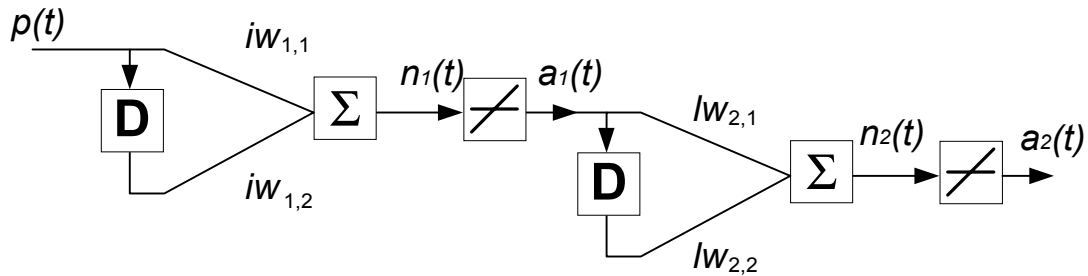 p(t)
iw1,1
D
iw1,2
Σ
n1(t)
a1(t)
lw2,1
D
lw2,2
Σ
n2(t)
a2(t)